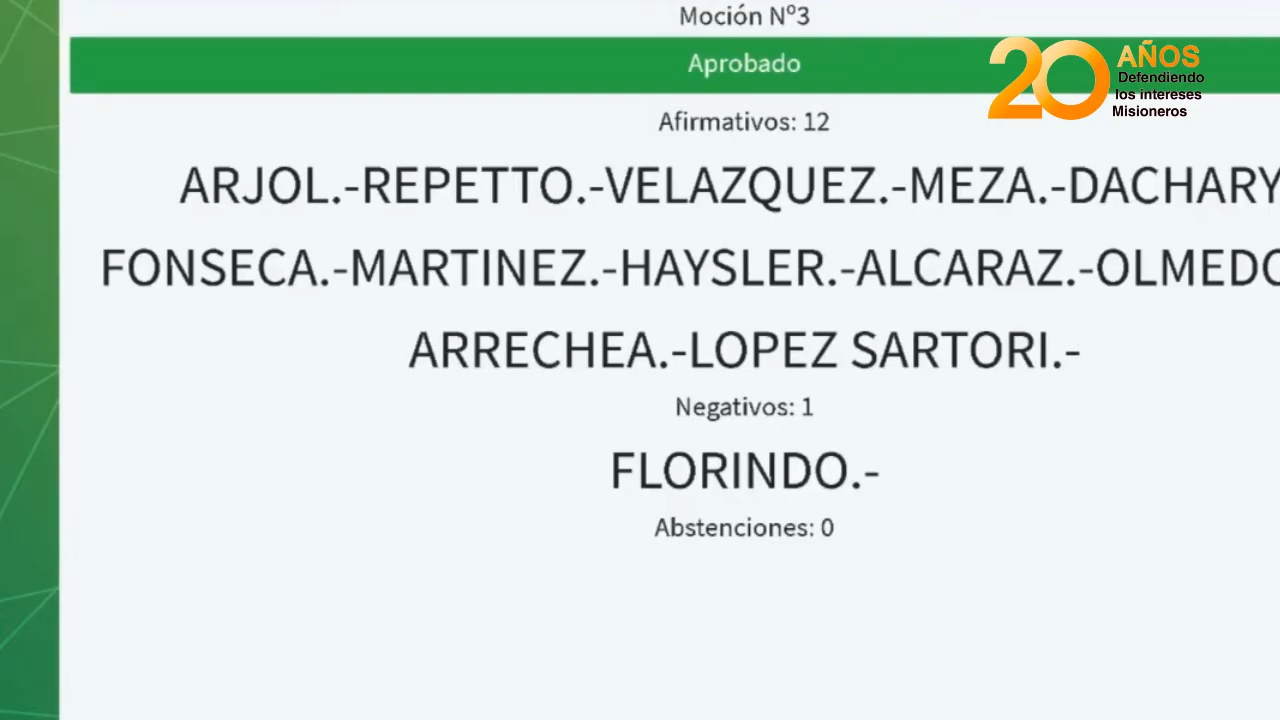 Moción Nº3
Aprobado
20 AÑOS
Defendiendo
los intereses
Misioneros
Afirmativos: 12
ARJOL.-REPETTO.-VELAZQUEZ.-MEZA.-DACHARY
FONSECA.-MARTINEZ.-HAYSLER.-ALCARAZ.-OLMEDO
ARRECHEA.-LOPEZ SARTORI.-
Negativos: 1
FLORINDO.-
Abstenciones: 0